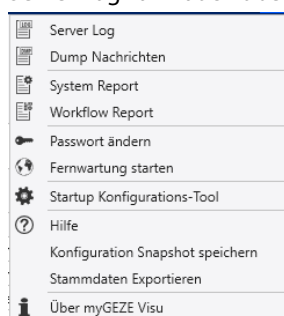 Server Log
Dump Nachrichten
System Report
Workflow Report
Passwort ändern
Fernwartung starten
Startup Konfigurations-Tool
Hilfe
Konfiguration Snapshot speichern
Stammdaten Exportieren
Über myGEZE Visu